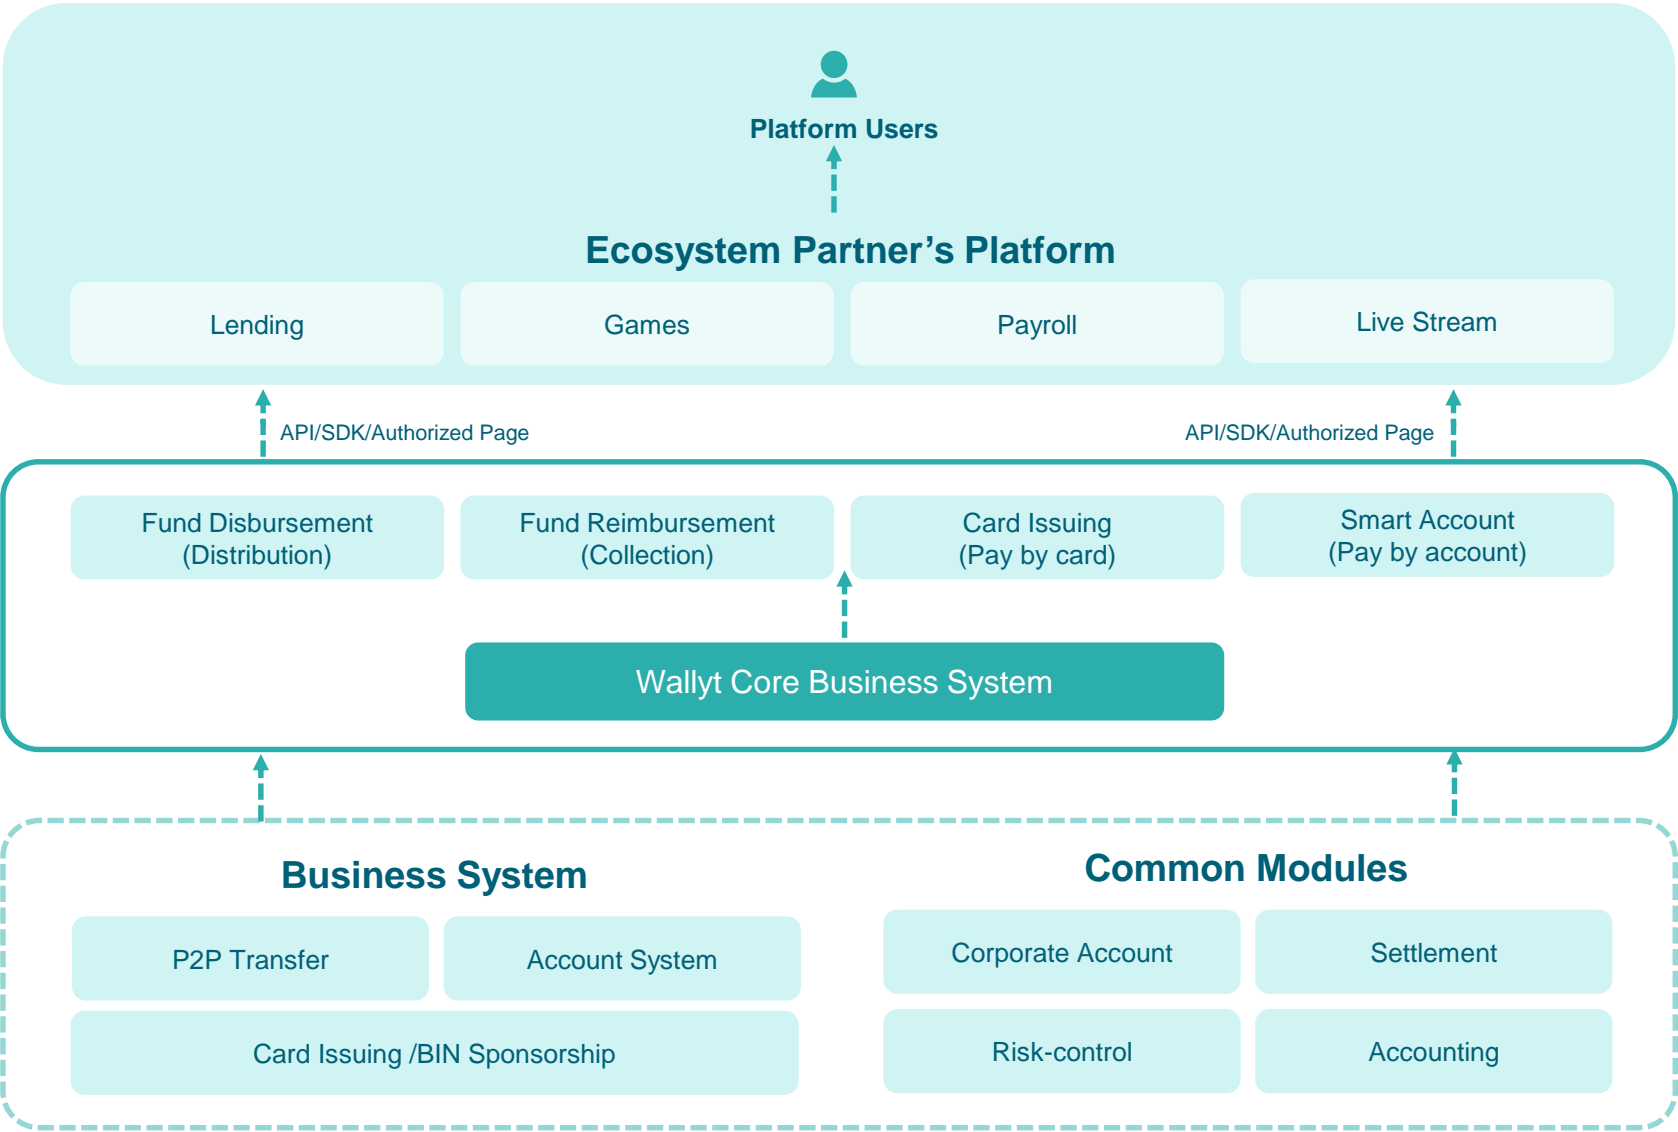 Platform Users
Ecosystem Partner’s Platform
Lending
Games
Payroll
Live Stream
API/SDK/Authorized Page
API/SDK/Authorized Page
Fund Disbursement
(Distribution)
Fund Reimbursement
(Collection)
Card Issuing
(Pay by card)
Smart Account
(Pay by account)
Wallyt Core Business System
Business System
P2P Transfer
Account System
Card Issuing /BIN Sponsorship
Common Modules
Corporate Account
Settlement
Risk-control
Accounting